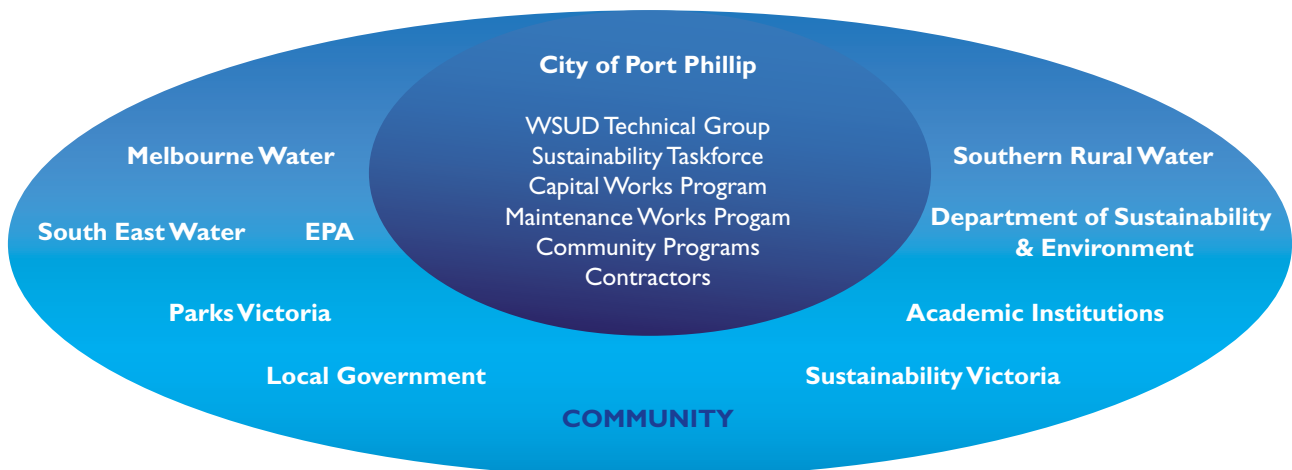 City of Port Phillip
WSUD Technical Group
Sustainability Taskforce
Capital Works Program
Maintenance Works Progam
Community Programs
Contractors
Melbourne Water
South East Water
EPA
Parks Victoria
Local Government
Southern Rural Water
Department of Sustainability
& Environment
Academic Institutions
Sustainability Victoria
COMMUNITY